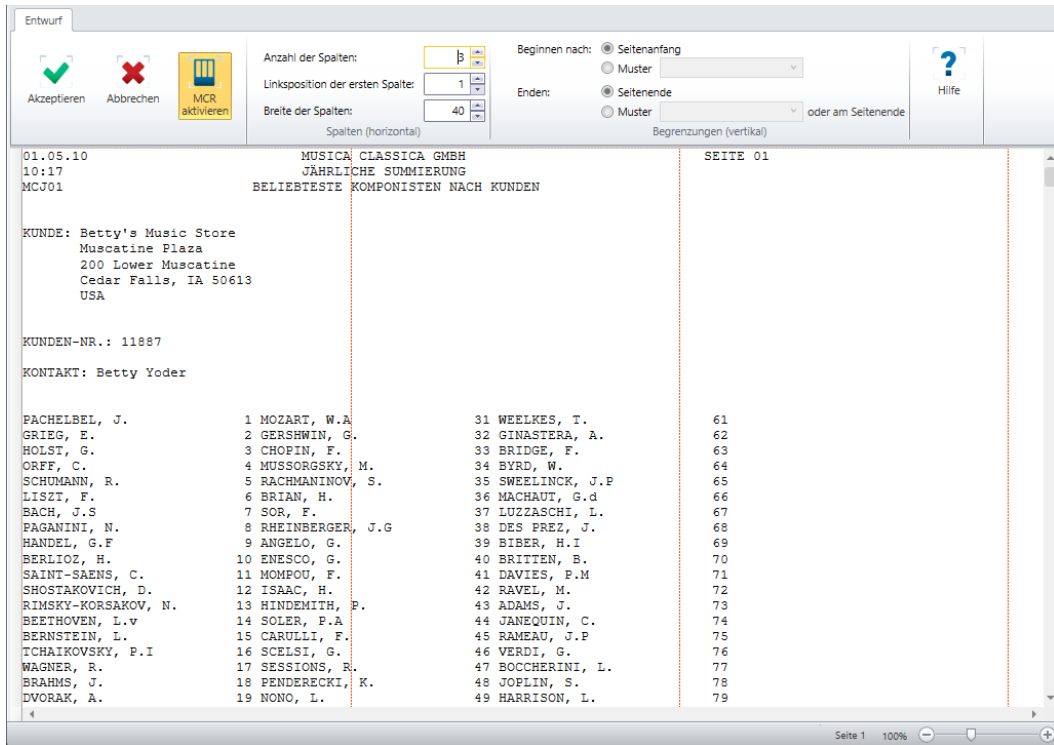 Entwurf
Akzeptieren
Abbrechen
MCR aktivieren
Anzahl der Spalten: 3
Linksposition der ersten Spalte: 1
Breite der Spalten: 40
Spalten (horizontal)
Beginnen nach: Seitenanfang
Muster
Enden: Seitenende
Muster oder am Seitenende
Begrenzungen (vertikal)
?
Hilfe
01.05.10 MUSICA CLASSICA GMBH SEITE 01
10:17 JÄHRLICHE SUMMIERUNG
MCJ01 BELIEBTESTE KOMPONISTEN NACH KUNDEN
KUNDE: Betty's Music Store
Muscatine Plaza
200 Lower Muscatine
Cedar Falls, IA 50613
USA
KUNDEN-NR.: 11887
KONTAKT: Betty Yoder
PACHELBEL, J. 1 MOZART, W.A 31 WEELKES, T. 61
GRIEG, E. 2 GERSHWIN, G. 32 GINASTERA, A. 62
HOLST, G. 3 CHOPIN, F. 33 BRIDGE, F. 63
ORFF, C. 4 MUSSORGSKY, M. 34 BYRD, W. 64
SCHUMANN, R. 5 RACHMANINOV, S. 35 SWEELINCK, J.P 65
LISZT, F. 6 BRIAN, H. 36 MACHAUT, G.d 66
BACH, J.S 7 SOR, F. 37 LUZZASCHI, L. 67
PAGANINI, N. 8 RHEINBERGER, J.G 38 DES PREZ, J. 68
HANDEL, G.F 9 ANGELO, G. 39 BIBER, H.I 69
BERLIOZ, H. 10 ENESCO, G. 40 BRITTEN, B. 70
SAINT-SAENS, C. 11 MOMPOU, F. 41 DAVIES, P.M 71
SHOSTAKOVICH, D. 12 ISAAC, H. 42 RAVEL, M. 72
RIMSKY-KORSAKOV, N. 13 HINDEMITH, P. 43 ADAMS, J. 73
BEETHOVEN, L.v 14 SOLER, P.A 44 JANEQUIN, C. 74
BERNSTEIN, L. 15 CARULLI, F. 45 RAMEAU, J.P 75
TCHAIKOVSKY, P.I 16 SCELSI, G. 46 VERDI, G. 76
WAGNER, R. 17 SESSIONS, R. 47 BOCCHERINI, L. 77
BRAHMS, J. 18 PENDERECKI, K. 48 JOPLIN, S. 78
DVORAK, A. 19 NONO, L. 49 HARRISON, L. 79
Seite 1 100%